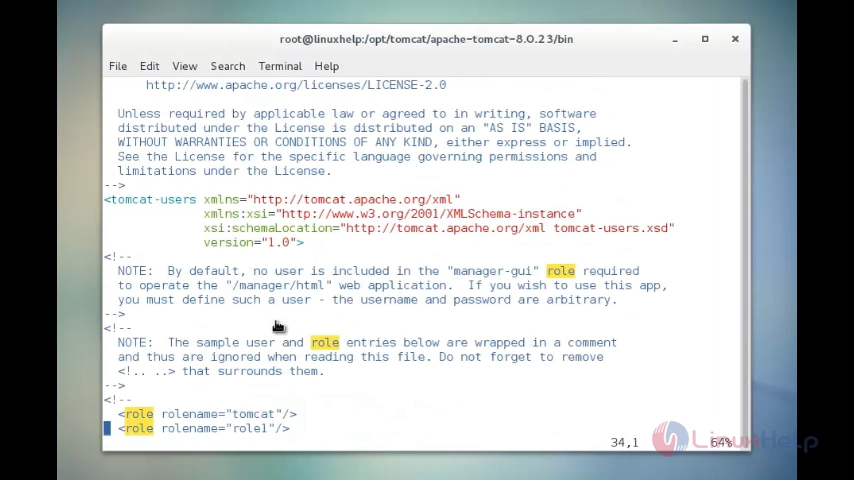 root@linuxhelp:/opt/tomcat/apache-tomcat-8.0.23/bin
File Edit View Search Terminal Help
http://www.apache.org/licenses/LICENSE-2.0
Unless required by applicable law or agreed to in writing, software
distributed under the License is distributed on an "AS IS" BASIS,
WITHOUT WARRANTIES OR CONDITIONS OF ANY KIND, either express or implied.
See the License for the specific language governing permissions and
limitations under the License.
-->
<tomcat-users xmlns="http://tomcat.apache.org/xml"
xmlns:xsi="http://www.w3.org/2001/XMLSchema-instance"
xsi:schemaLocation="http://tomcat.apache.org/xml tomcat-users.xsd"
version="1.0">
<!--
NOTE: By default, no user is included in the "manager-gui" role required
to operate the "/manager/html" web application. If you wish to use this app,
you must define such a user - the username and password are arbitrary.
-->
<!--
NOTE: The sample user and role entries below are wrapped in a comment
and thus are ignored when reading this file. Do not forget to remove
<!.. ..> that surrounds them.
-->
<!--
<role rolename="tomcat"/>
<role rolename="role1"/>
34,1 64%
LinuxHelp